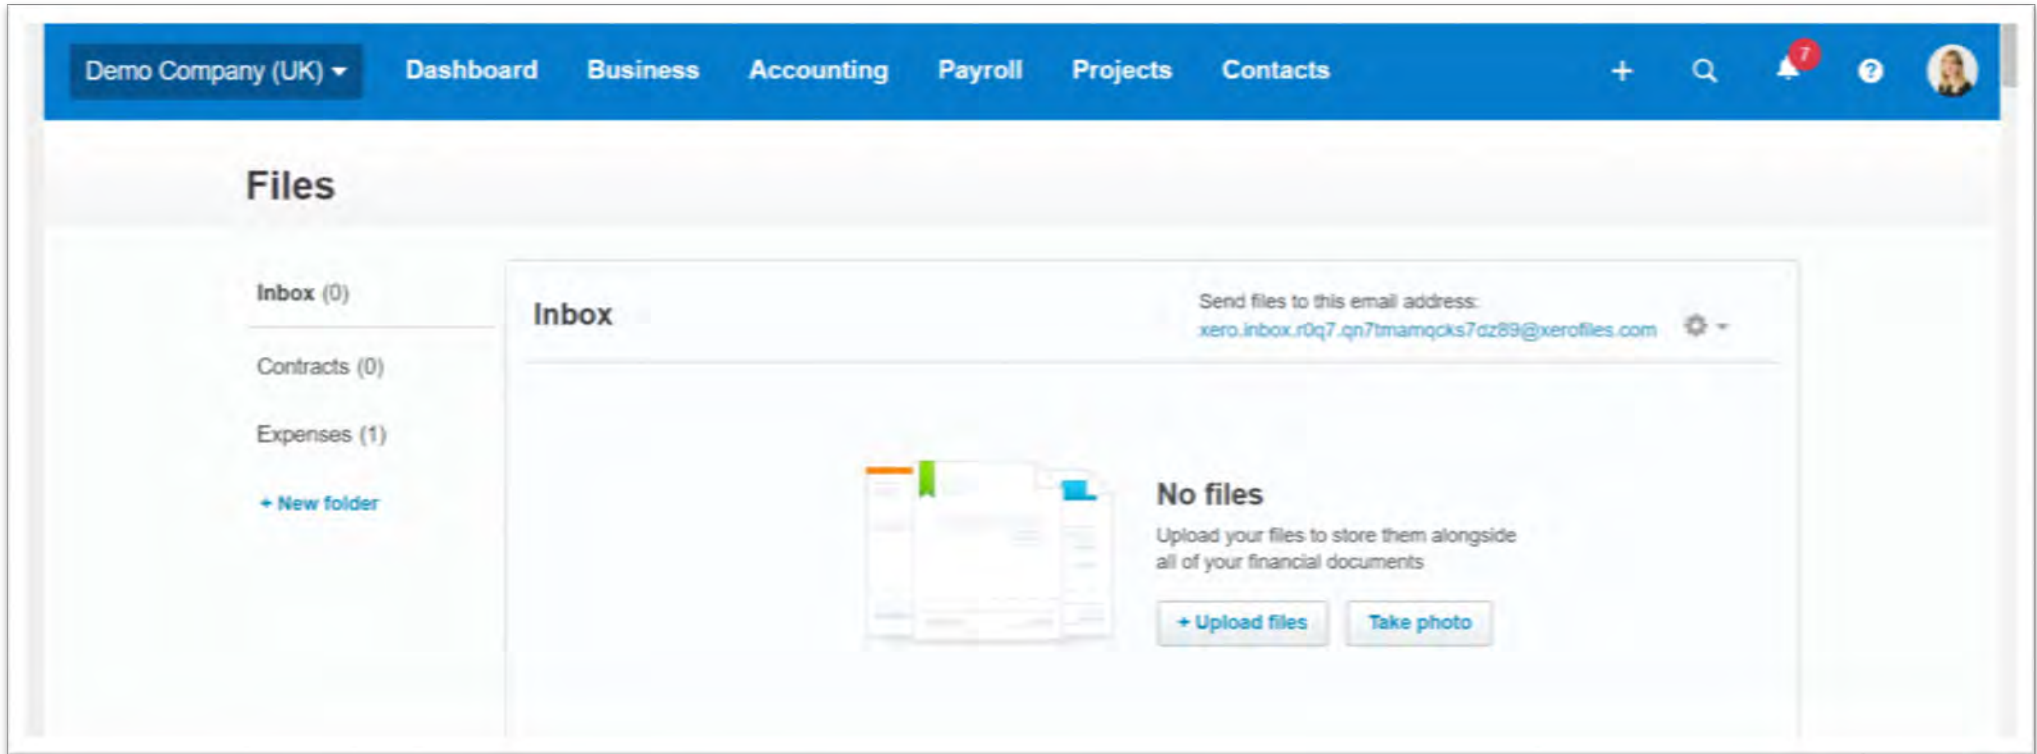 Demo Company (UK) Dashboard Business Accounting Payroll Projects Contacts 7
Files
Inbox (0)
Contracts (0)
Expenses (1)
+ New folder
Inbox
Send files to this email address:
xero.inbox.r0q7.qn7tmamqcks7dz89@xerofiles.com
No files
Upload your files to store them alongside
all of your financial documents
+ Upload files Take photo